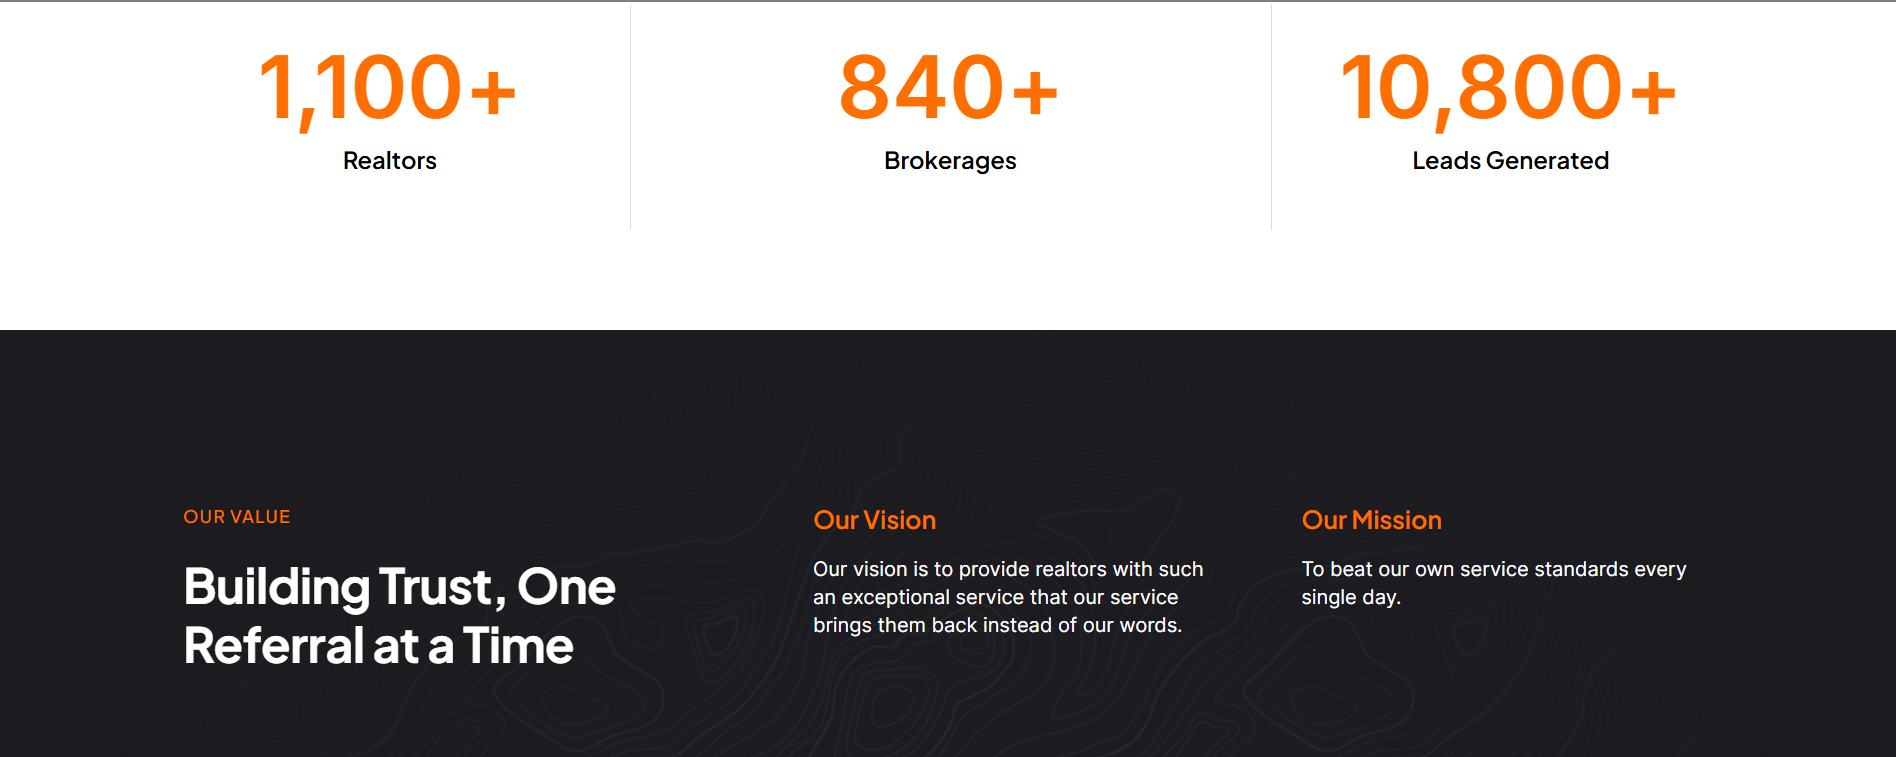 1,100+
Realtors
840+
Brokerages
10,800+
Leads Generated
OUR VALUE
Building Trust, One
Referral at a Time
Our Vision
Our vision is to provide realtors with such
an exceptional service that our service
brings them back instead of our words.
Our Mission
To beat our own service standards every
single day.